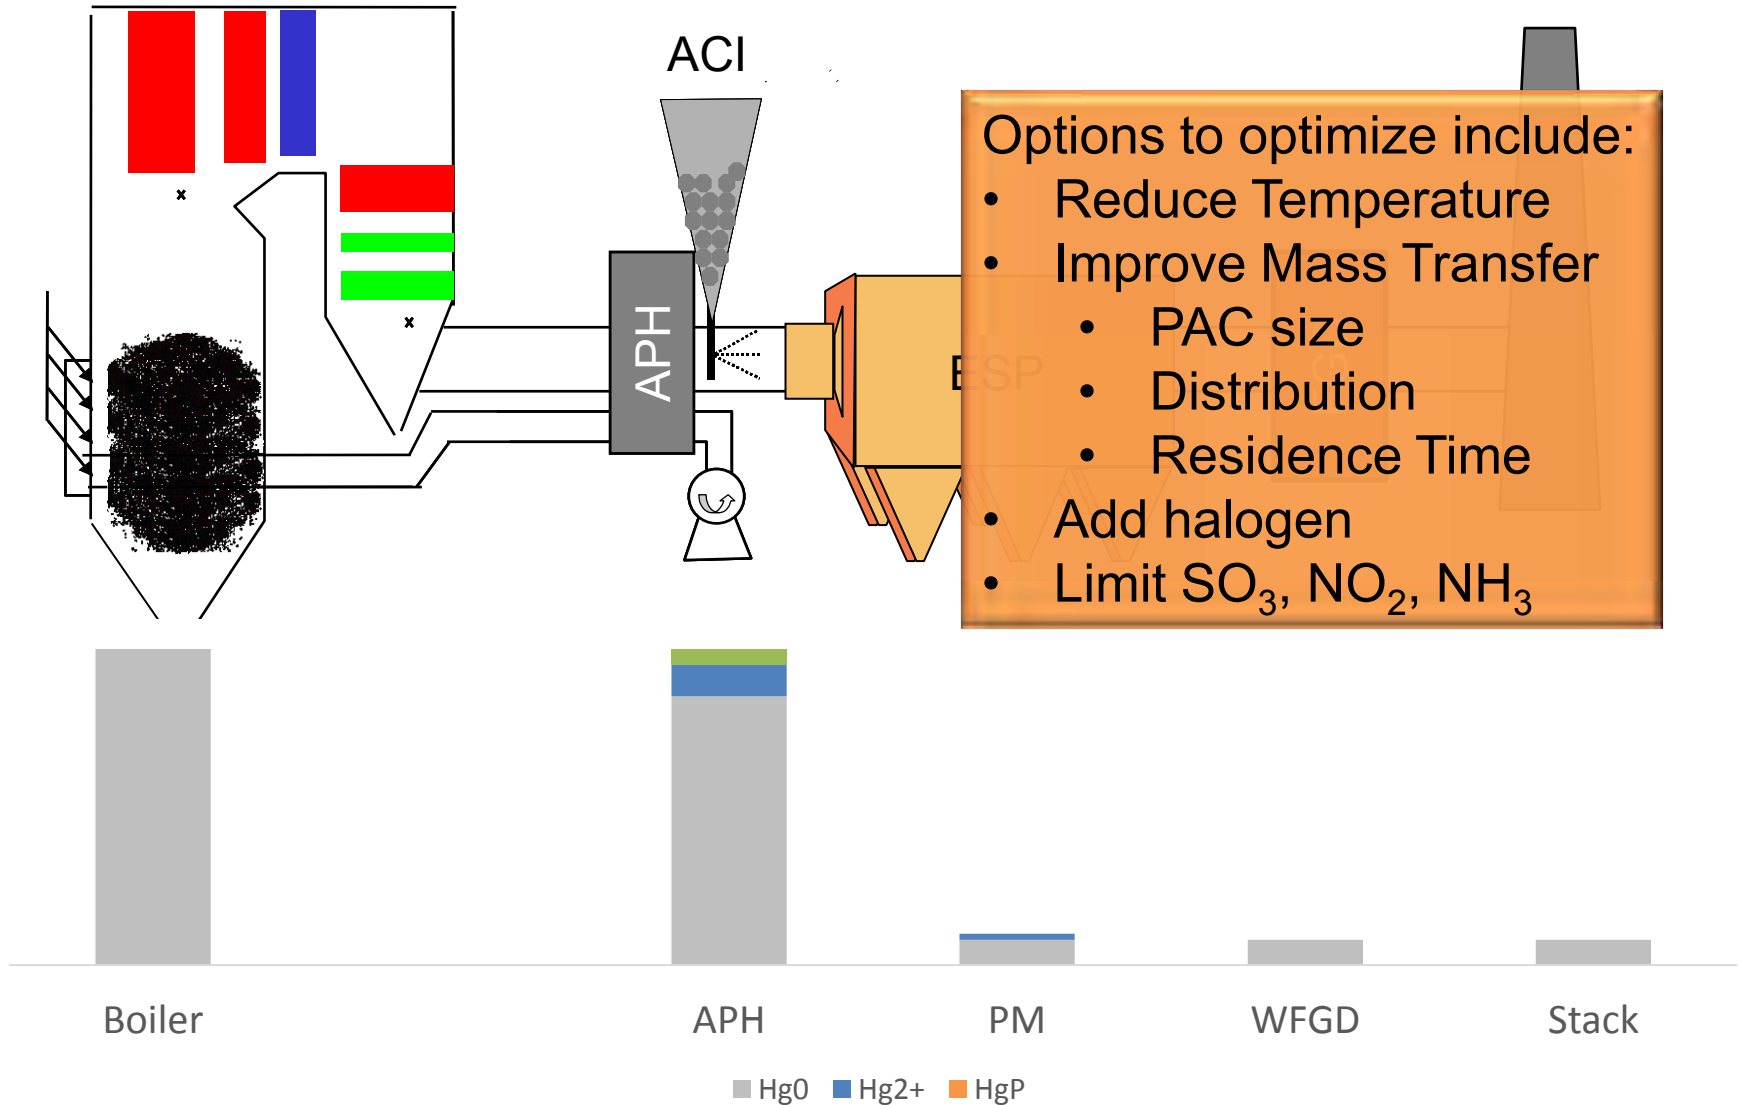 ACI
Options to optimize include:
• Reduce Temperature
• Improve Mass Transfer
• PAC size
• Distribution
• Residence Time
• Add halogen
• Limit SO₃, NO₂, NH₃
APH
ESP
Boiler
APH
PM
WFGD
Stack
Hg0
Hg2+
HgP